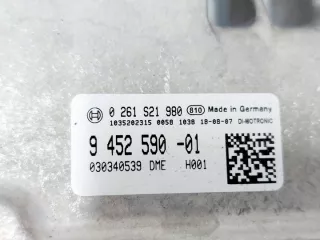 0 261 S21 980 810 Made in Germany
1035202315 0058 1038 18-08-07 DI-MOTRONIC
9 452 590 -01
030340539 DME H001